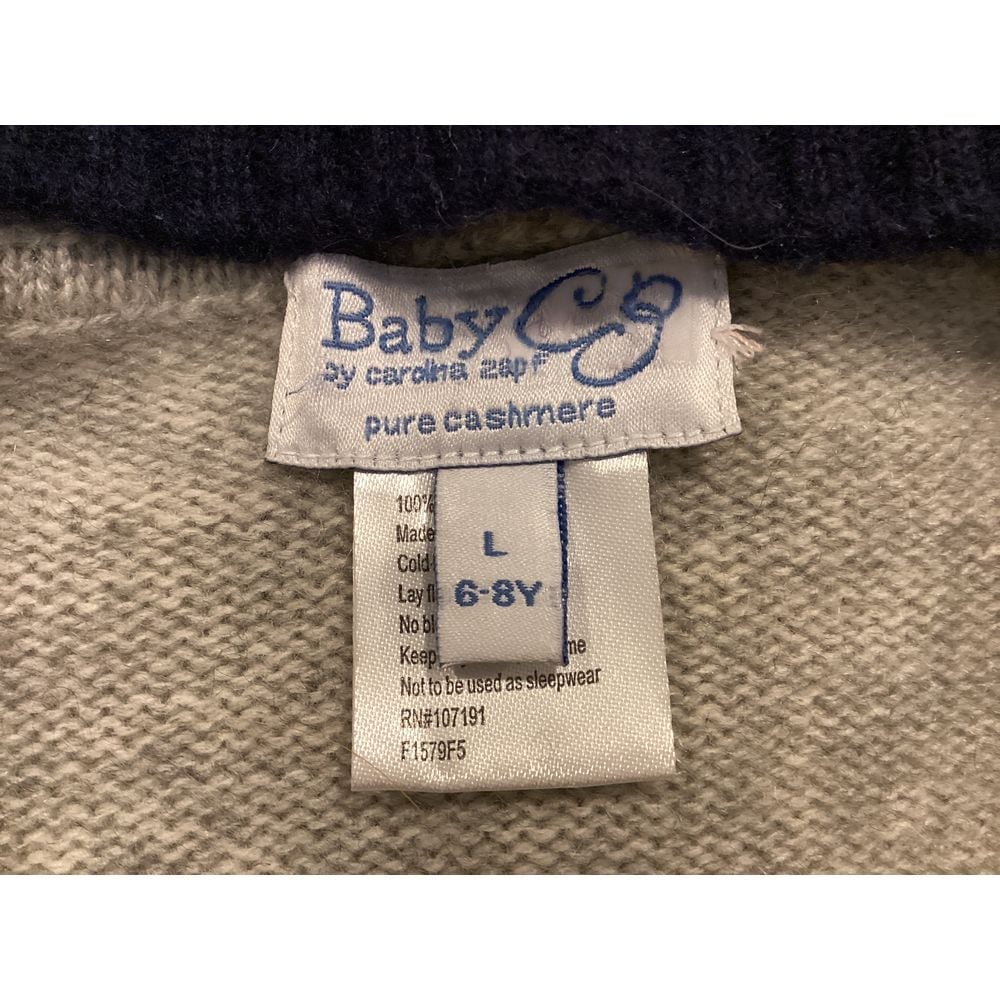 Baby CZ
by carolina zapf
pure cashmere
L
6-8Y
100%
Made
Cold
Lay
No
Keep
Not to be used as sleepwear
RN#107191
F1579F5